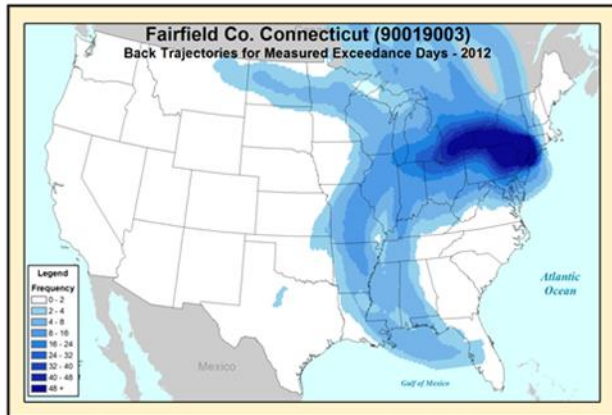 Fairfield Co. Connecticut (90019003)
Back Trajectories for Measured Exceedance Days - 2012
Atlantic
Ocean
Legend
Frequency
0 - 2
2 - 4
4 - 8
8 - 16
16 - 24
24 - 32
32 - 40
40 - 48
48 +
Mexico
Gulf of Mexico